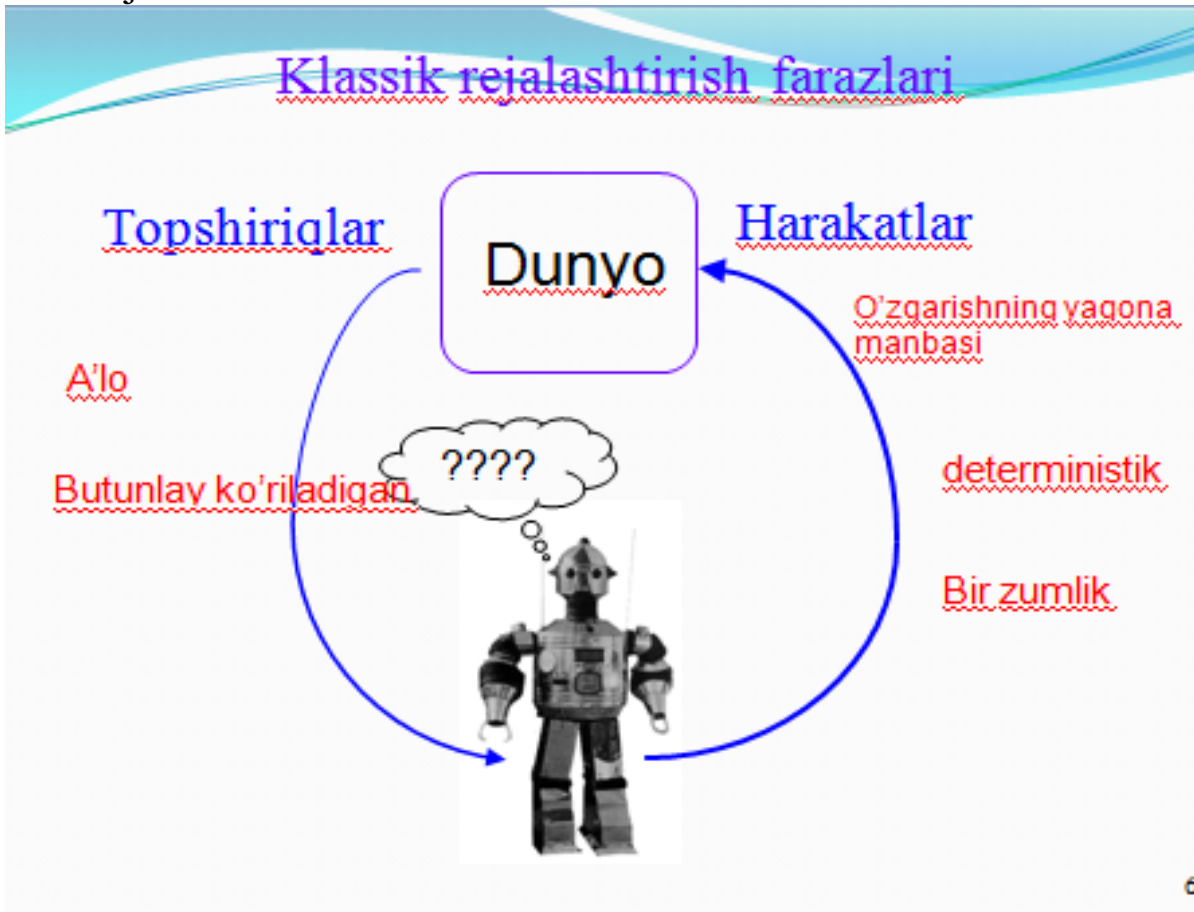 Klassik rejalashtirish farazlari
Topshiriqlar
Dunyo
Harakatlar
O'zgarishning yagona
manbasi
A'lo
????
Butunlay ko'riladigan
deterministik
Bir zumlik